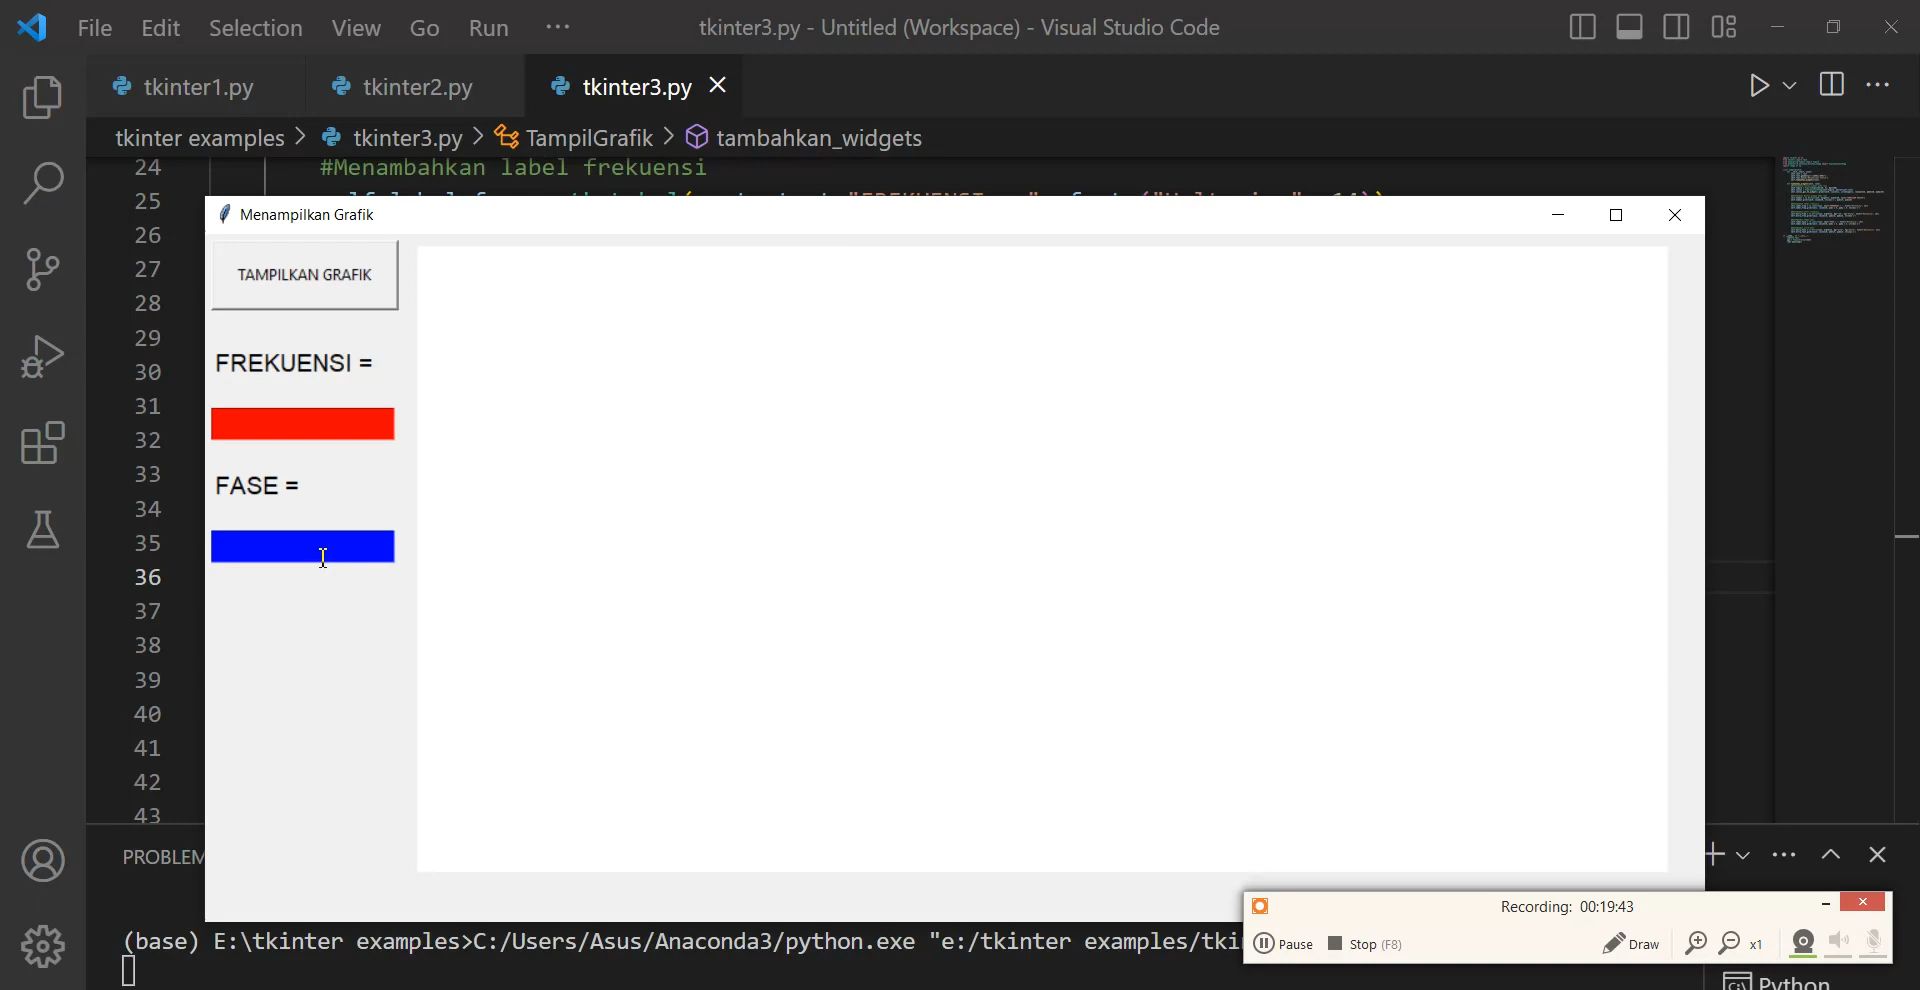 File Edit Selection View Go Run ··· tkinter3.py - Untitled (Workspace) - Visual Studio Code
tkinter1.py tkinter2.py tkinter3.py
tkinter examples > tkinter3.py > TampilGrafik > tambahkan_widgets
24 #Menambahkan label frekuensi
25
Menampilkan Grafik
26
TAMPILKAN GRAFIK
27
28
29
FREKUENSI =
30
31
32
33
FASE =
34
35
36
37
38
39
40
41
42
43
PROBLEM
Recording: 00:19:43
(base) E:\tkinter examples>C:/Users/Asus/Anaconda3/python.exe "e:/tkinter examples/tki
Pause Stop (F8) Draw x1
Python